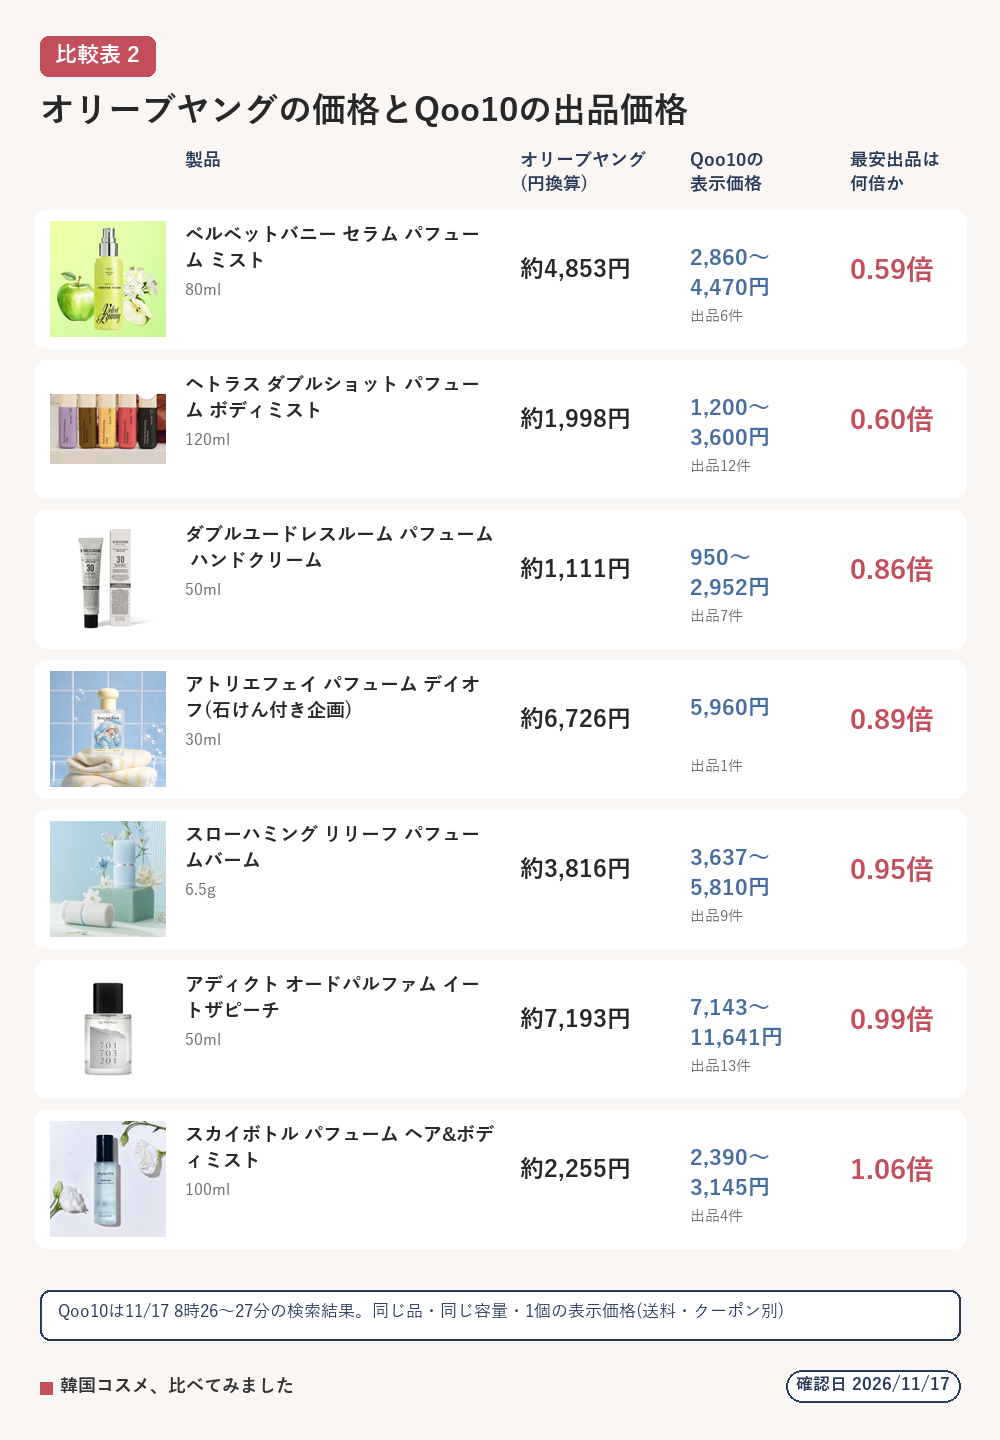 比較表 2
オリーブヤングの価格とQoo10の出品価格
製品
オリーブヤング
(円換算)
Qoo10の
表示価格
最安出品は
何倍か
ベルベットバニー セラム パフュー
ム ミスト
80ml
約4,853円
2,860〜
4,470円
出品6件
0.59倍
Velvet
Bunny
ヘトラス ダブルショット パフュー
ム ボディミスト
120ml
約1,998円
1,200〜
3,600円
出品12件
0.60倍
ダブルユードレスルーム パフューム
ハンドクリーム
50ml
約1,111円
950〜
2,952円
出品7件
0.86倍
30
30
アトリエフェイ パフューム デイオ
フ(石けん付き企画)
30ml
約6,726円
5,960円
出品1件
0.89倍
スローハミング リリーフ パフュー
ムバーム
6.5g
約3,816円
3,637〜
5,810円
出品9件
0.95倍
アディクト オードパルファム イー
トザピーチ
50ml
約7,193円
7,143〜
11,641円
出品13件
0.99倍
701
703
201
スカイボトル パフューム ヘア&ボデ
ィミスト
100ml
約2,255円
2,390〜
3,145円
出品4件
1.06倍
Qoo10は11/17 8時26〜27分の検索結果。同じ品・同じ容量・1個の表示価格(送料・クーポン別)
韓国コスメ、比べてみました
確認日 2026/11/17